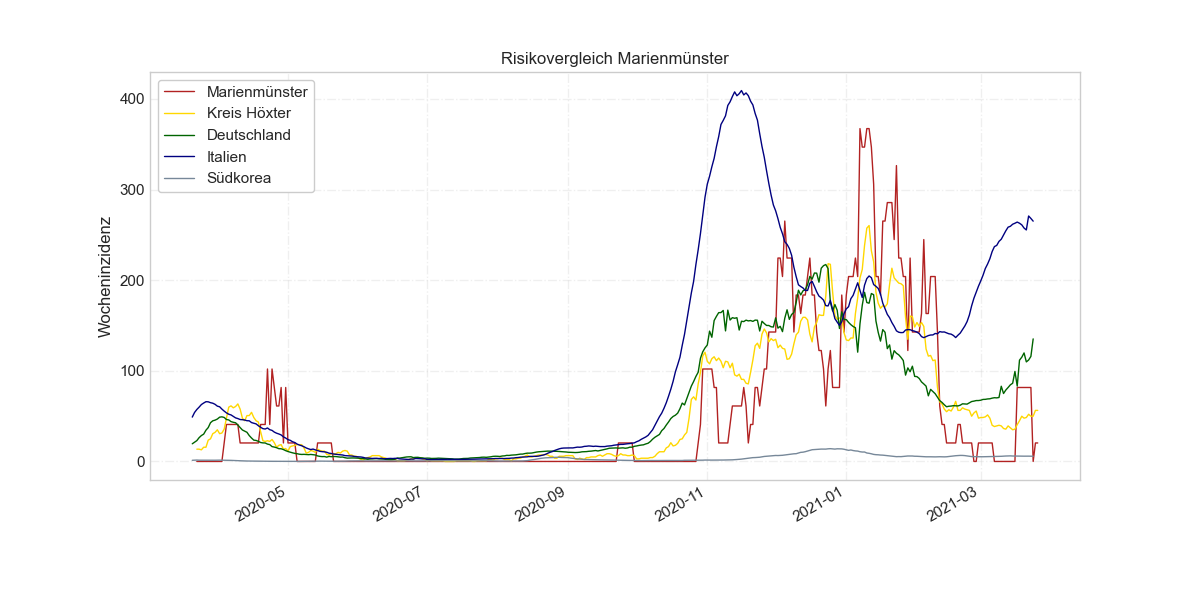 Risikovergleich Marienmünster
Marienmünster
Kreis Höxter
Deutschland
Italien
Südkorea
Wocheninzidenz
400
300
200
100
0
2020-05
2020-07
2020-09
2020-11
2021-01
2021-03